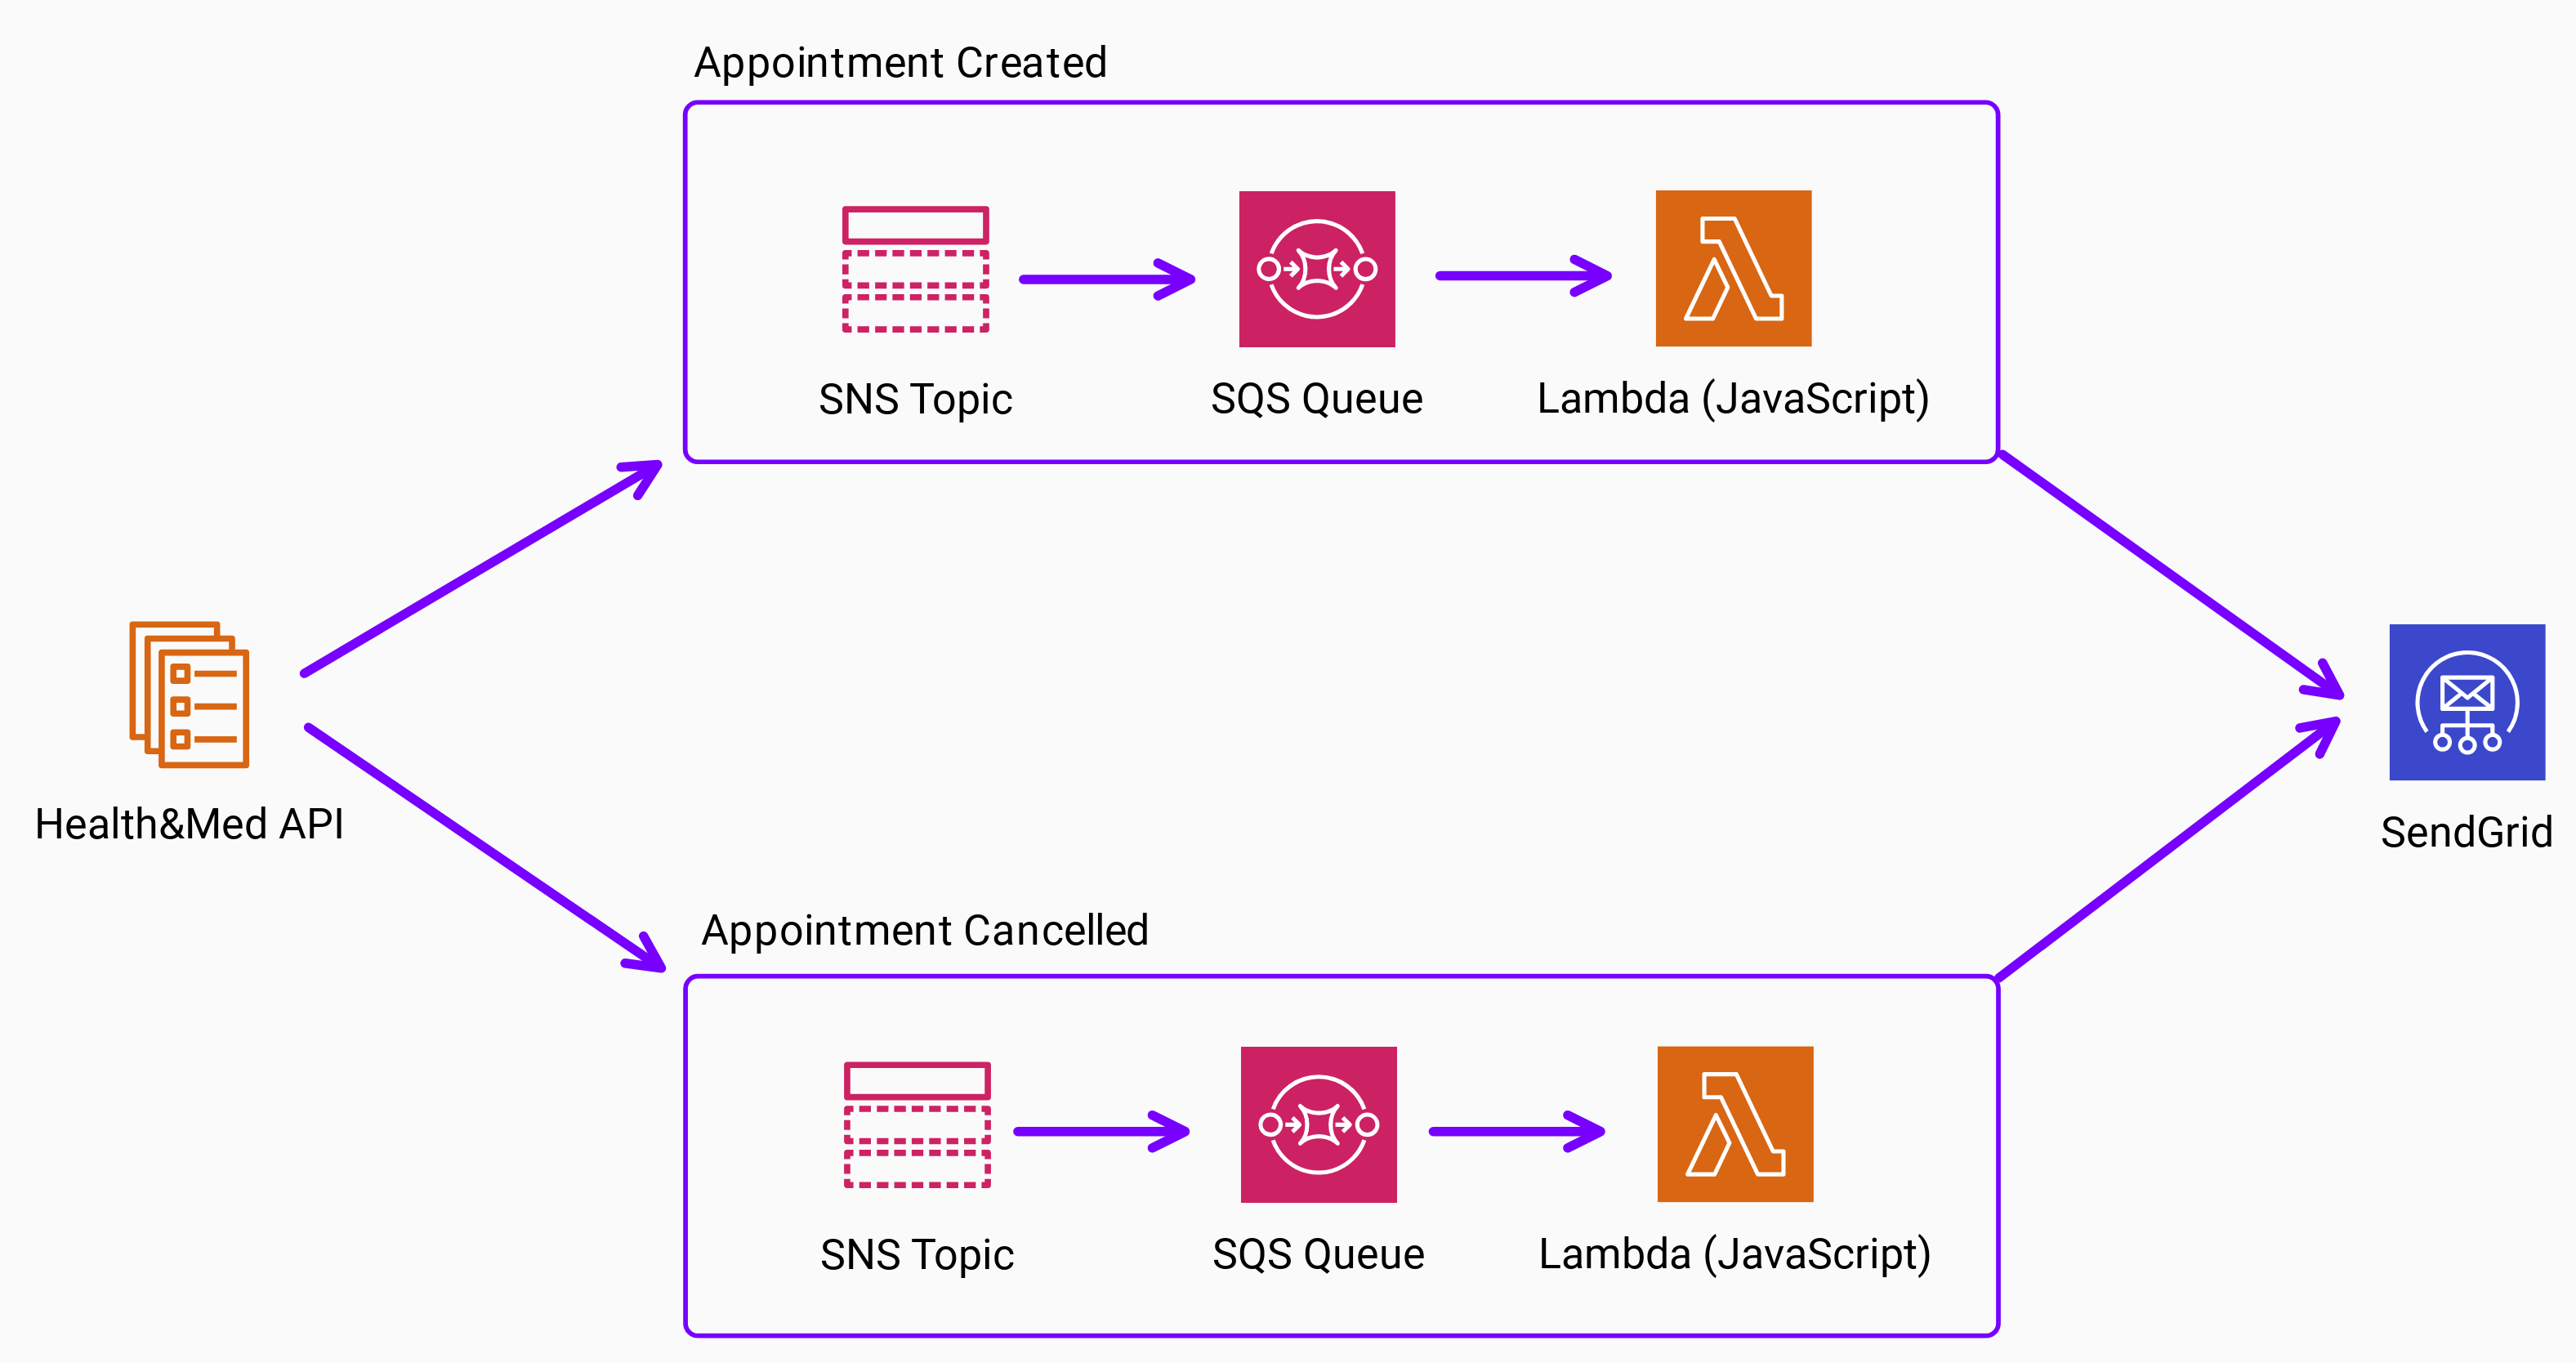 Appointment Created
SNS Topic
SQS Queue
Lambda (JavaScript)
Health&Med API
SendGrid
Appointment Cancelled
SNS Topic
SQS Queue
Lambda (JavaScript)